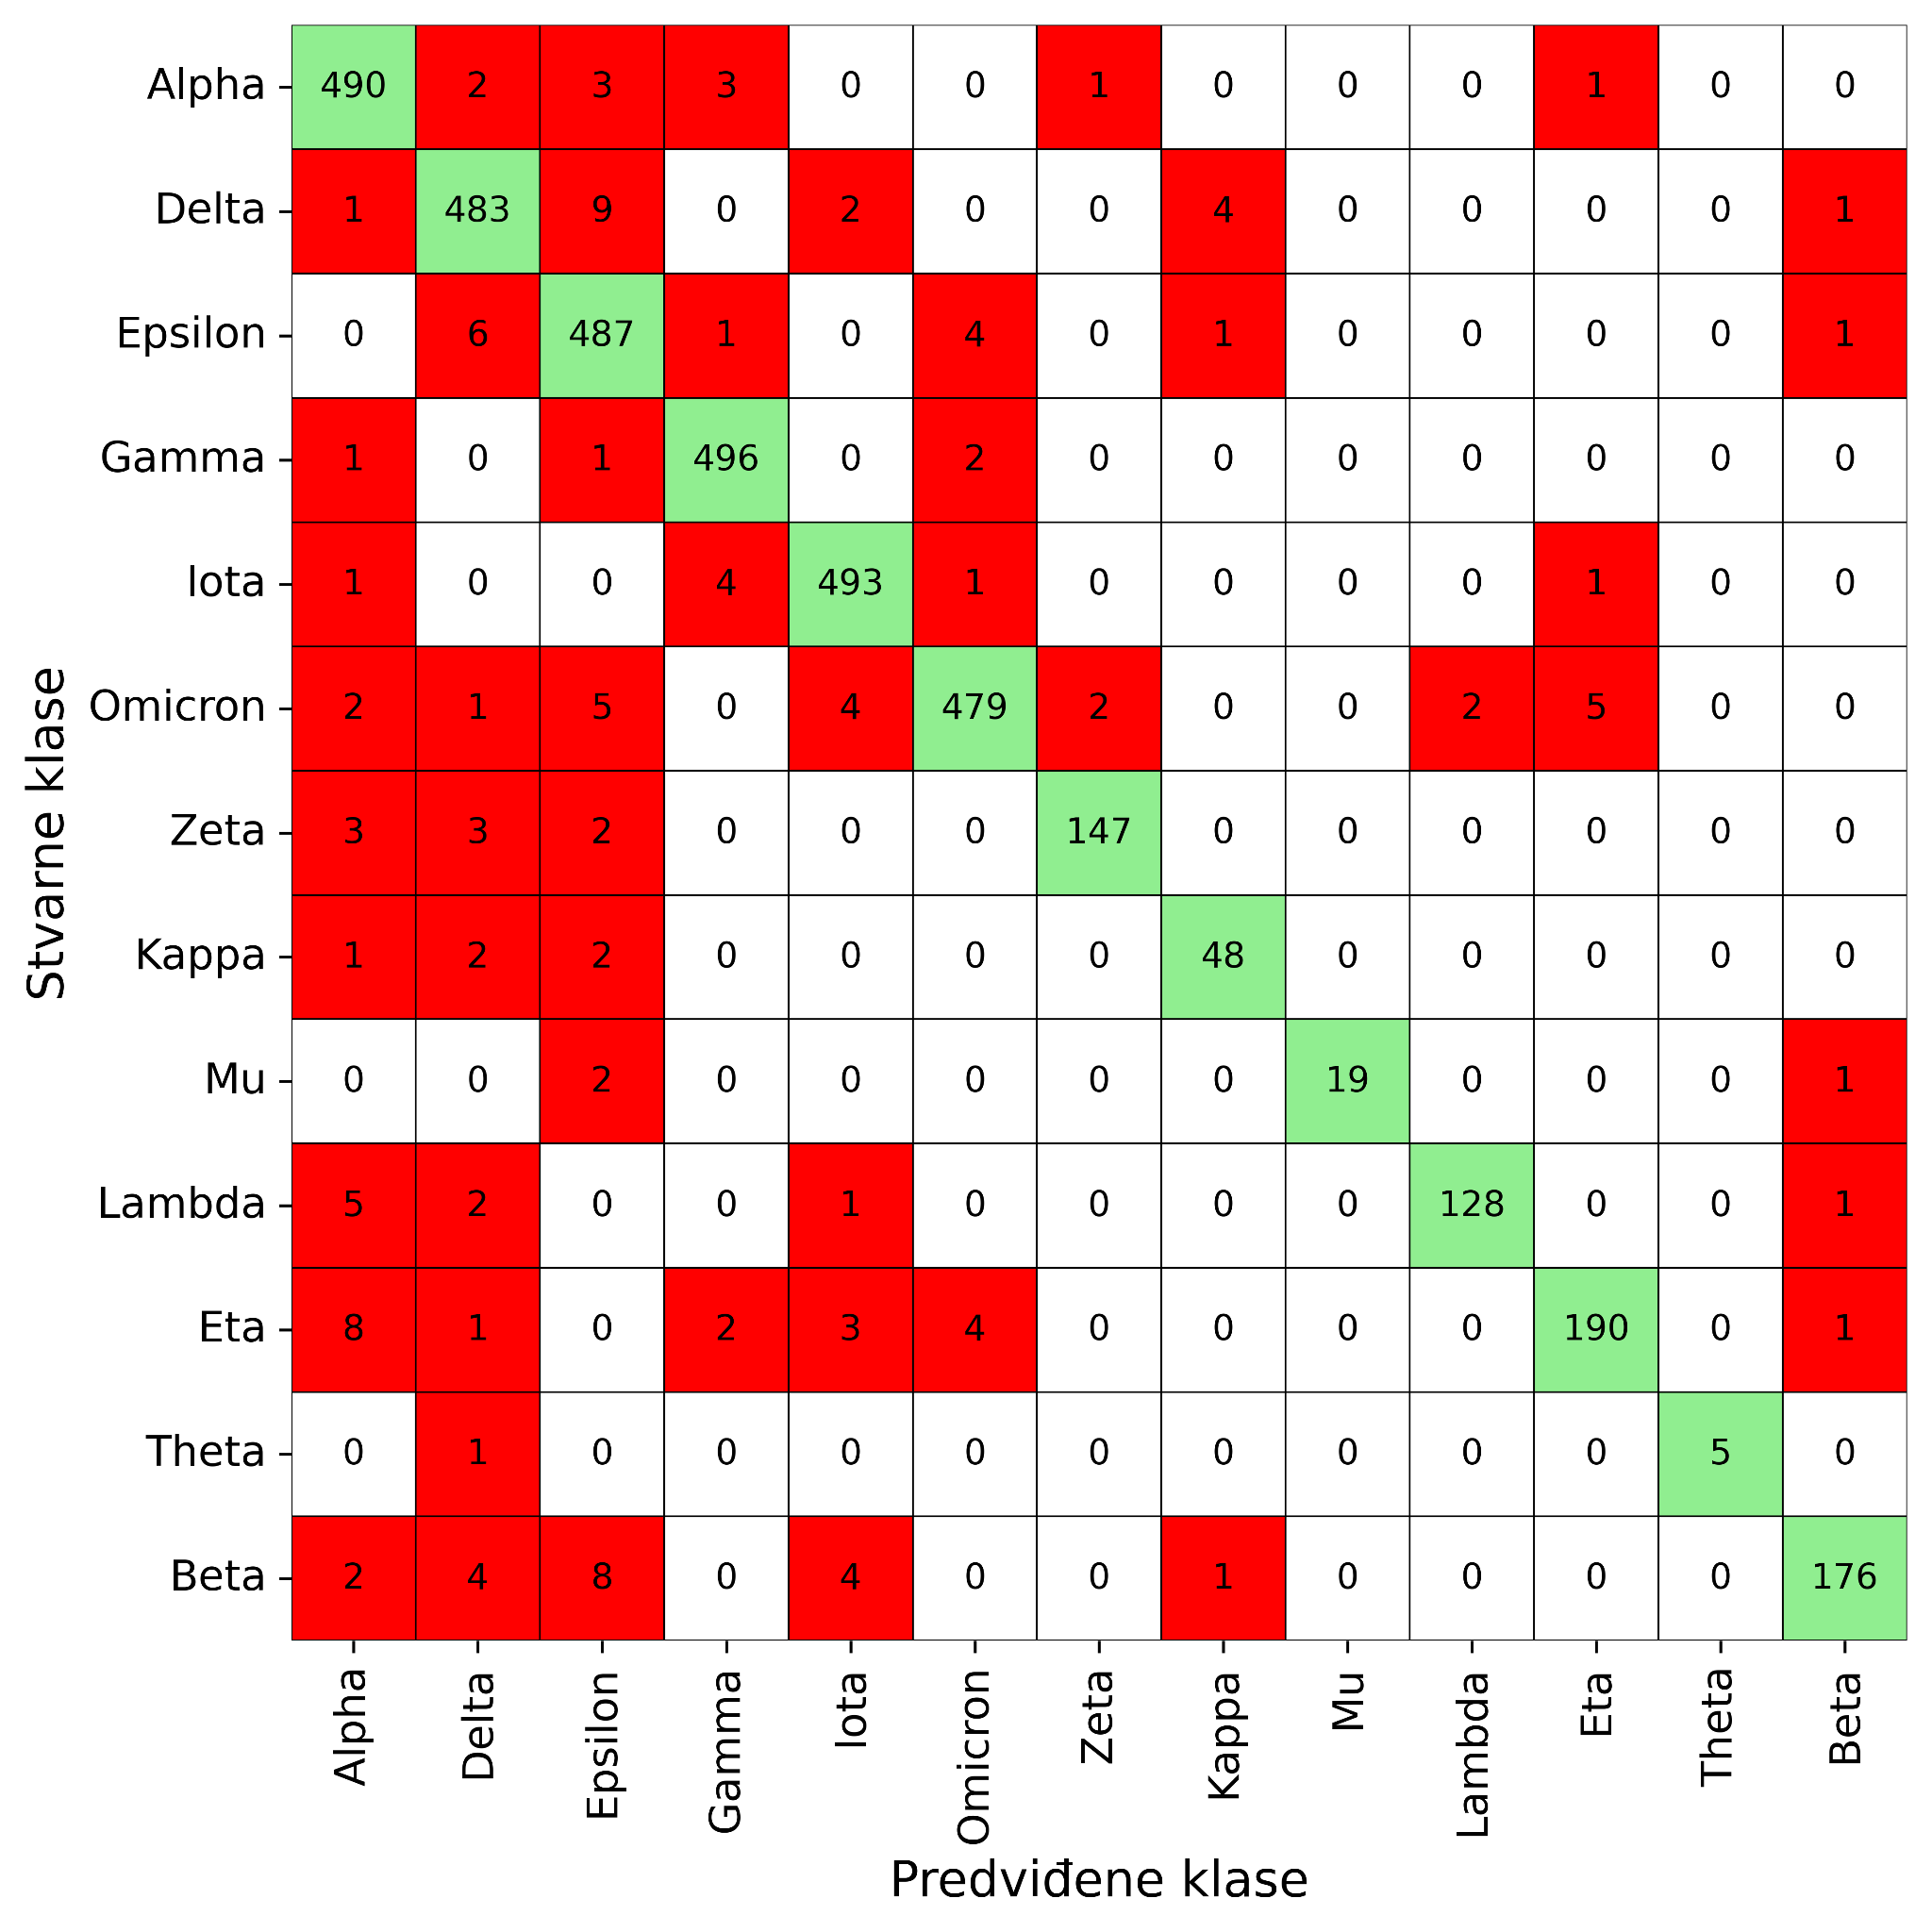 Stvarne klase
Alpha 490 2 3 3 0 0 1 0 0 0 1 0 0
Delta 1 483 9 0 2 0 0 4 0 0 0 0 1
Epsilon 0 6 487 1 0 4 0 1 0 0 0 0 1
Gamma 1 0 1 496 0 2 0 0 0 0 0 0 0
Iota 1 0 0 4 493 1 0 0 0 0 1 0 0
Omicron 2 1 5 0 4 479 2 0 0 2 5 0 0
Zeta 3 3 2 0 0 0 147 0 0 0 0 0 0
Kappa 1 2 2 0 0 0 0 48 0 0 0 0 0
Mu 0 0 2 0 0 0 0 0 19 0 0 0 1
Lambda 5 2 0 0 1 0 0 0 0 128 0 0 1
Eta 8 1 0 2 3 4 0 0 0 0 190 0 1
Theta 0 1 0 0 0 0 0 0 0 0 0 5 0
Beta 2 4 8 0 4 0 0 1 0 0 0 0 176
Alpha Delta Epsilon Gamma Iota Omicron Zeta Kappa Mu Lambda Eta Theta Beta
Predviđene klase